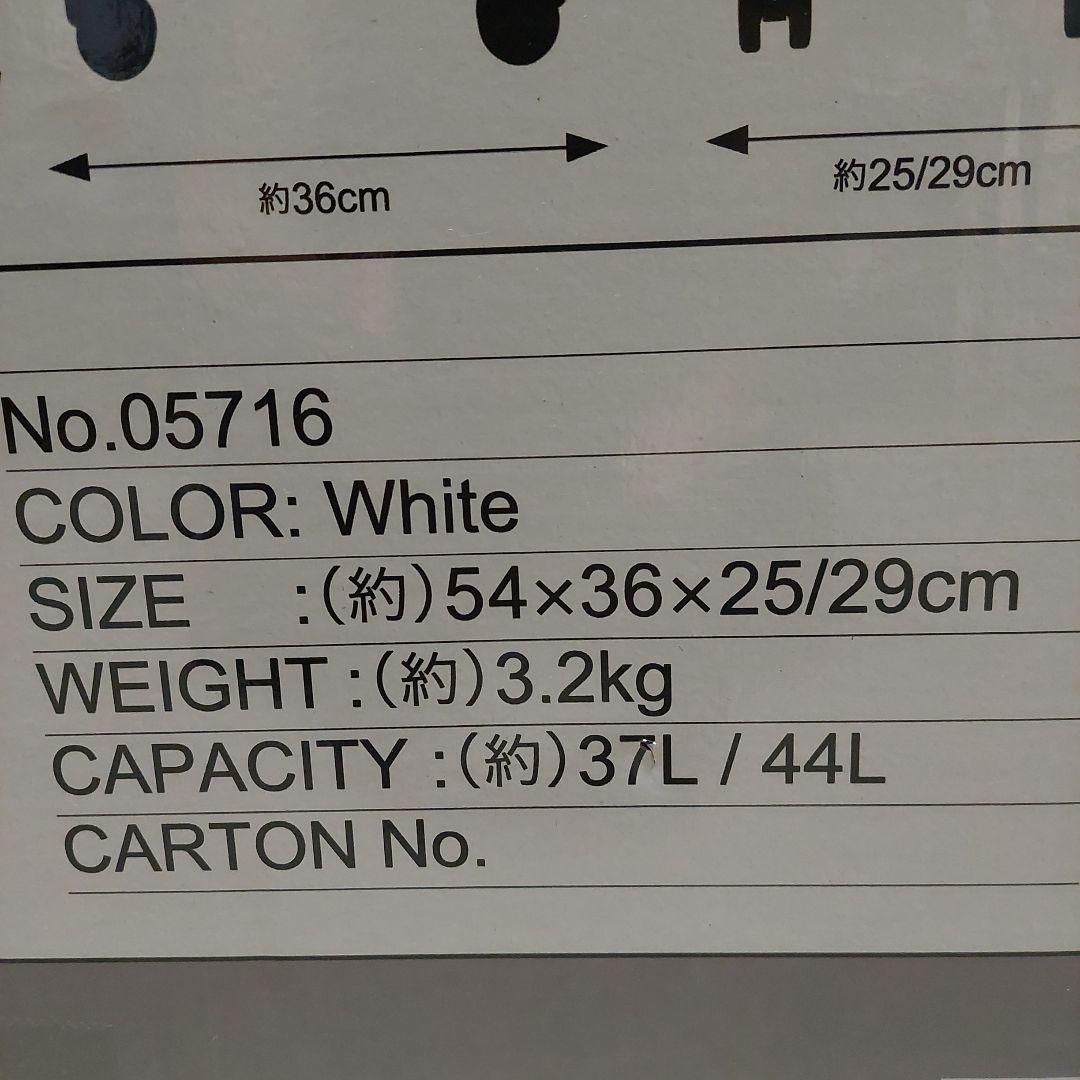 約36cm
約25/29cm
No.05716
COLOR: White
SIZE :(約)54×36×25/29cm
WEIGHT :(約)3.2kg
CAPACITY :(約)37L / 44L
CARTON No.